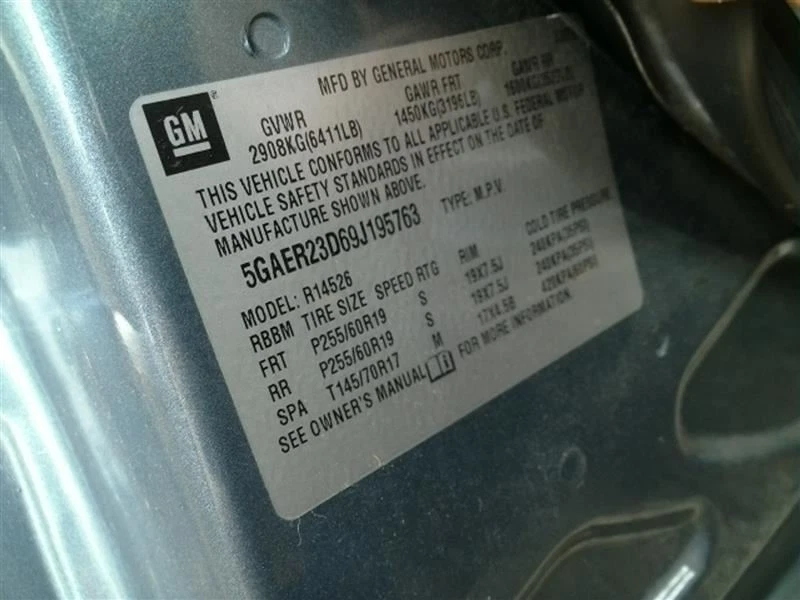 MFD BY GENERAL MOTORS CORP.
GM
GVWR GAWR FRT GAWR RR
2908KG(6411LB) 1450KG(3196LB)
THIS VEHICLE CONFORMS TO ALL APPLICABLE U.S. FEDERAL MOTOR
VEHICLE SAFETY STANDARDS IN EFFECT ON THE DATE OF
MANUFACTURE SHOWN ABOVE.
5GAER23D69J195763 TYPE: M.P.V.
MODEL: R14526
RBBM TIRE SIZE SPEED RTG RIM COLD TIRE PRESSURE
FRT P255/60R19 S 19X7.5J 240KPA(35PSI)
RR P255/60R19 S 19X7.5J 240KPA(35PSI)
SPA T145/70R17 M 17X4.5B 420KPA(60PSI)
SEE OWNER'S MANUAL FOR MORE INFORMATION.